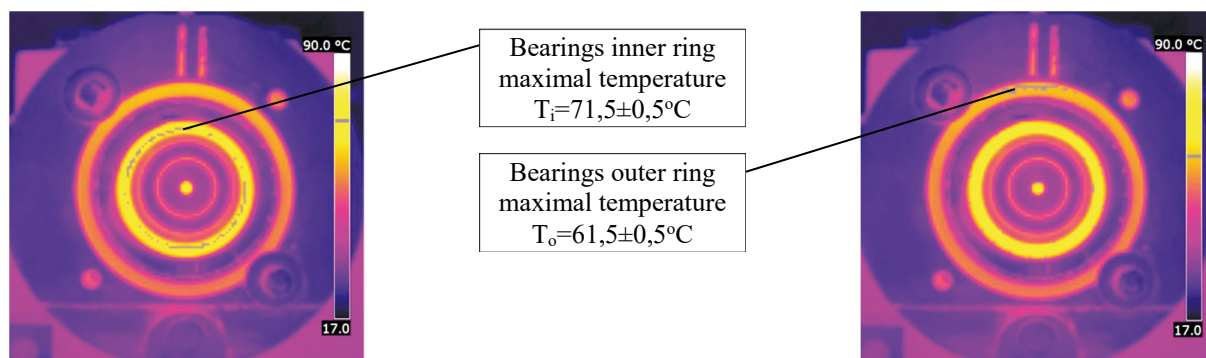 90.0 °C
17.0
Bearings inner ring
maximal temperature
Tᵢ=71,5±0,5°C
Bearings outer ring
maximal temperature
Tₒ=61,5±0,5°C
90.0 °C
17.0